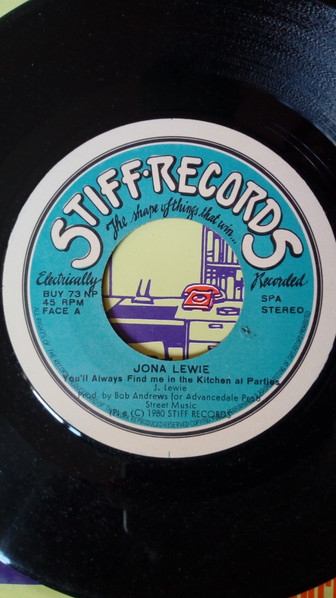 STIFF·RECORDS
The shape of things that win...
Electrically Recorded
BUY 73 NP SPA
45 RPM STEREO
FACE A
JONA LEWIE
You'll Always Find me in the Kitchen at Parties
J. Lewie
Prod. by Bob Andrews for Advancedale
Street Music
(C) 1980 STIFF RECORDS